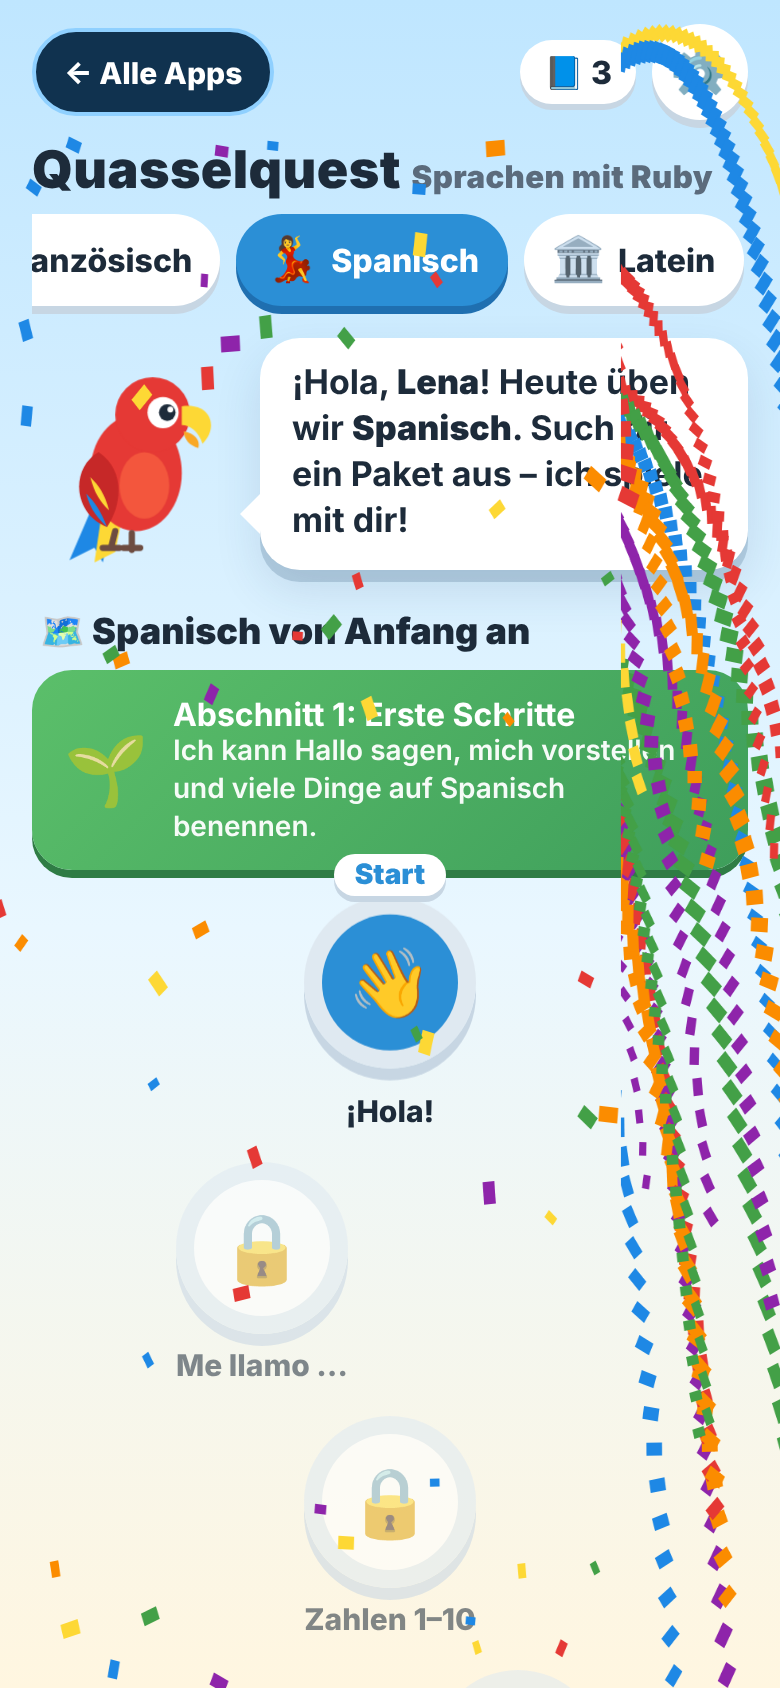 ← Alle Apps
3
Quasselquest Sprachen mit Ruby
anzösisch
Spanisch
Latein
¡Hola, Lena! Heute üben
wir Spanisch. Such dir
ein Paket aus – ich spiele
mit dir!
Spanisch von Anfang an
Abschnitt 1: Erste Schritte
Ich kann Hallo sagen, mich vorstellen
und viele Dinge auf Spanisch
benennen.
Start
¡Hola!
Me llamo ...
Zahlen 1–10